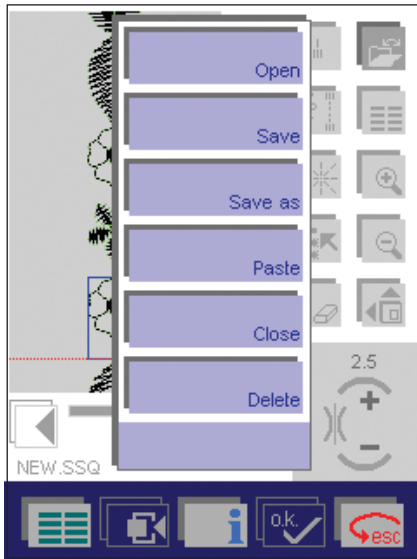 Open
Save
Save as
Paste
Close
Delete
2.5
NEW.SSQ
i
o.k.
esc